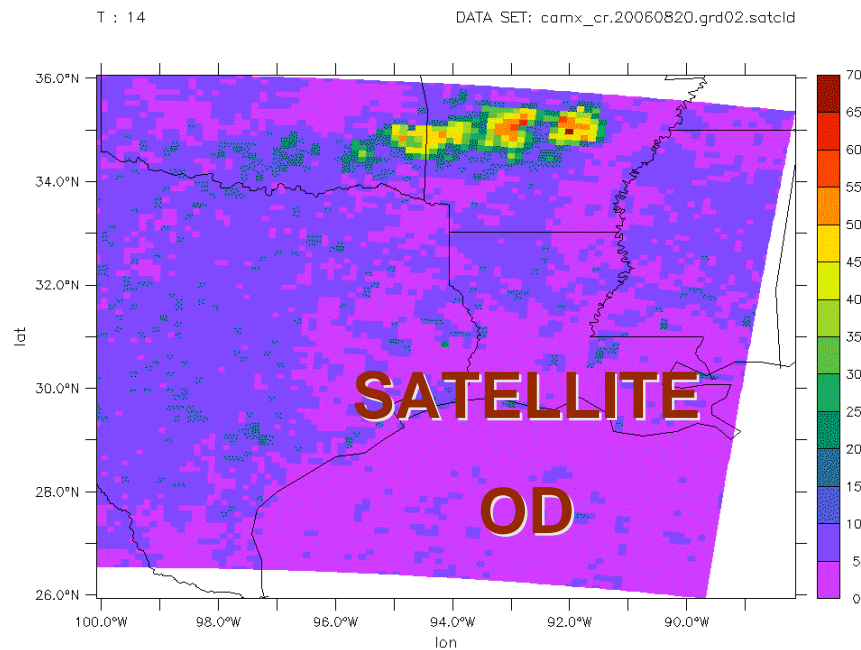 T : 14 DATA SET: camx_cr.20060820.grd02.satcld
36.0°N
34.0°N
32.0°N
30.0°N
28.0°N
26.0°N
lat
SATELLITE
OD
100.0°W 98.0°W 96.0°W 94.0°W 92.0°W 90.0°W
lon
70
65
60
55
50
45
40
35
30
25
20
15
10
5
0